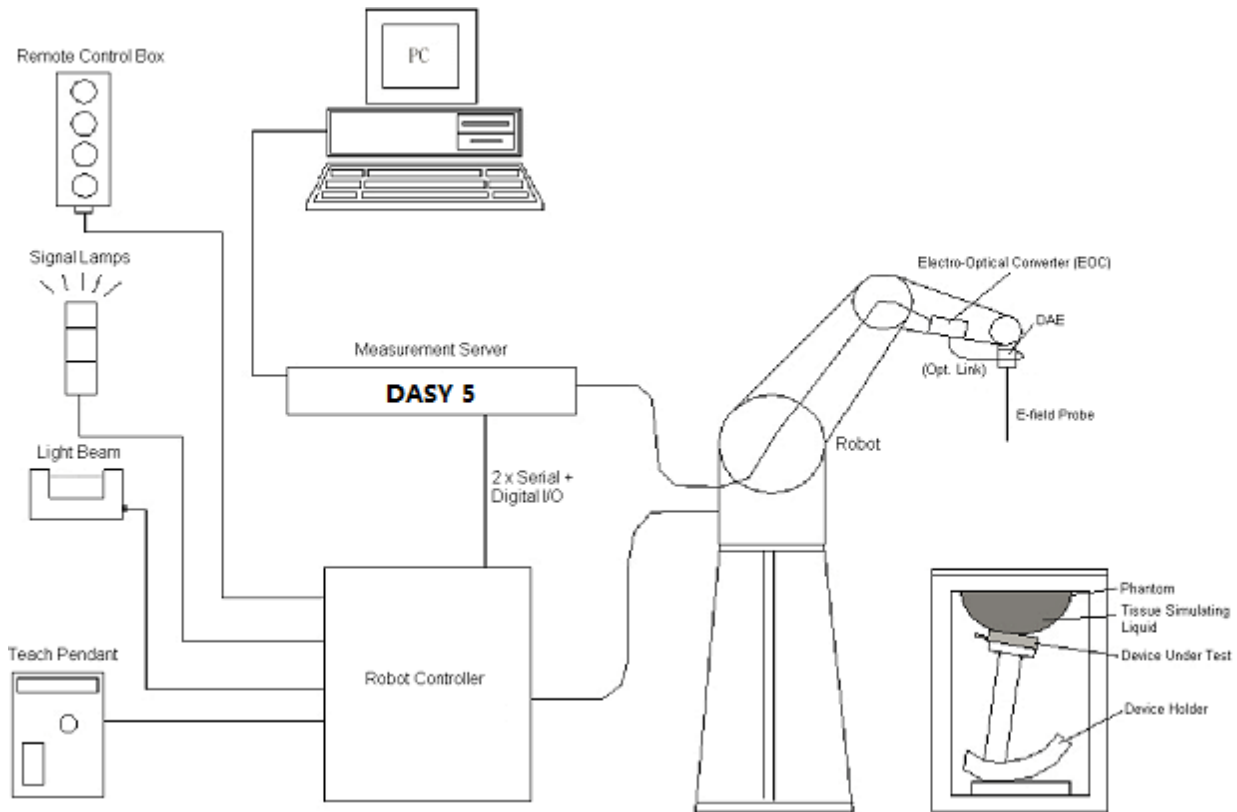 Remote Control Box
PC
Signal Lamps
Electro-Optical Converter (EOC)
DAE
Measurement Server
(Opt. Link)
DASY 5
E-field Probe
Light Beam
Robot
2 x Serial +
Digital I/O
Phantom
Tissue Simulating
Liquid
Teach Pendant
Device Under Test
Robot Controller
Device Holder